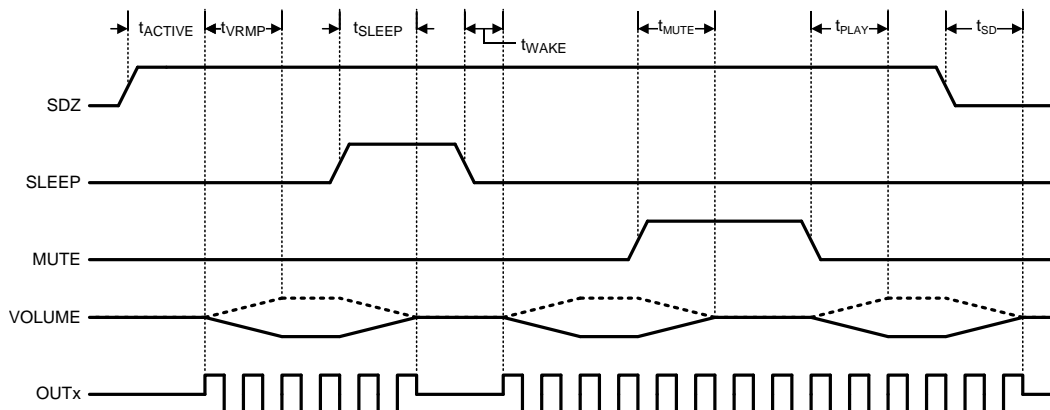 tACTIVE tVRMP tSLEEP tWAKE tMUTE tPLAY tSD
SDZ
SLEEP
MUTE
VOLUME
OUTx